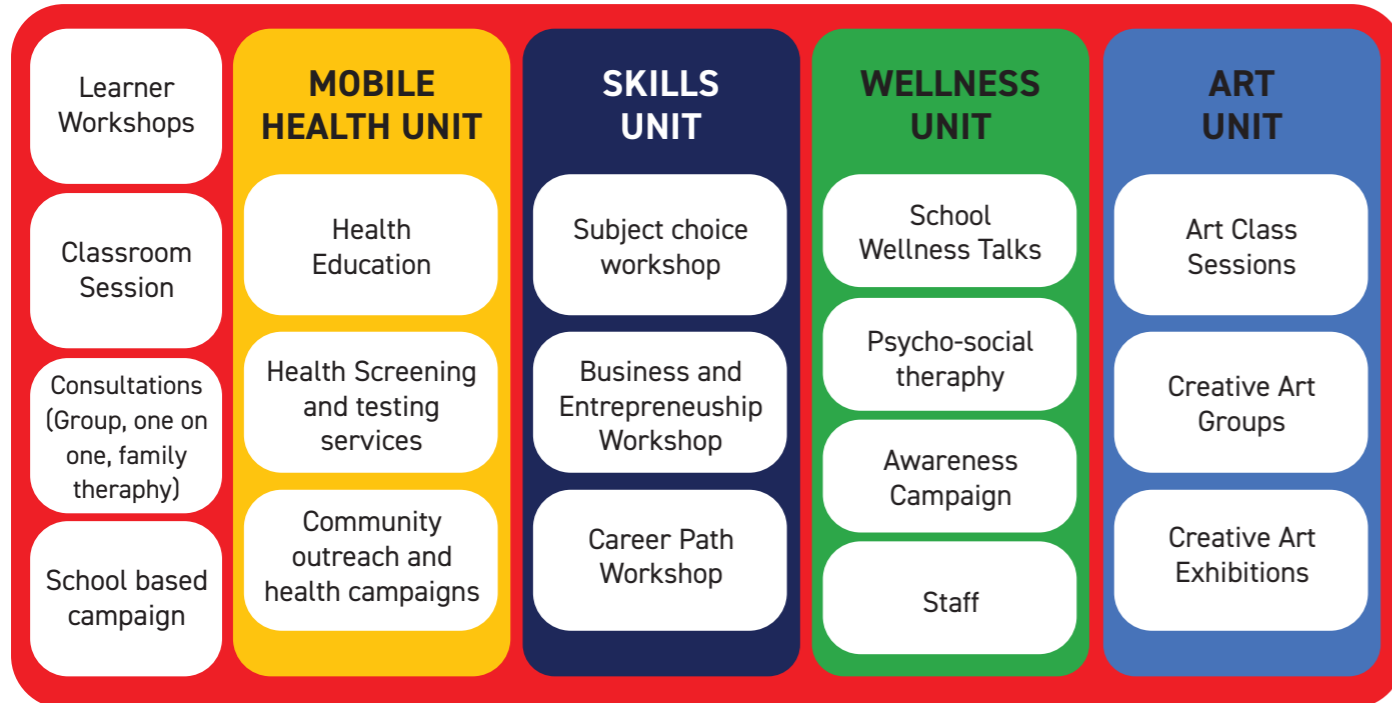 Learner
Workshops
Classroom
Session
Consultations
(Group, one on
one, family
theraphy)
School based
campaign
MOBILE
HEALTH UNIT
Health
Education
Health Screening
and testing
services
Community
outreach and
health campaigns
SKILLS
UNIT
Subject choice
workshop
Business and
Entrepreneuship
Workshop
Career Path
Workshop
WELLNESS
UNIT
School
Wellness Talks
Psycho-social
theraphy
Awareness
Campaign
Staff
ART
UNIT
Art Class
Sessions
Creative Art
Groups
Creative Art
Exhibitions